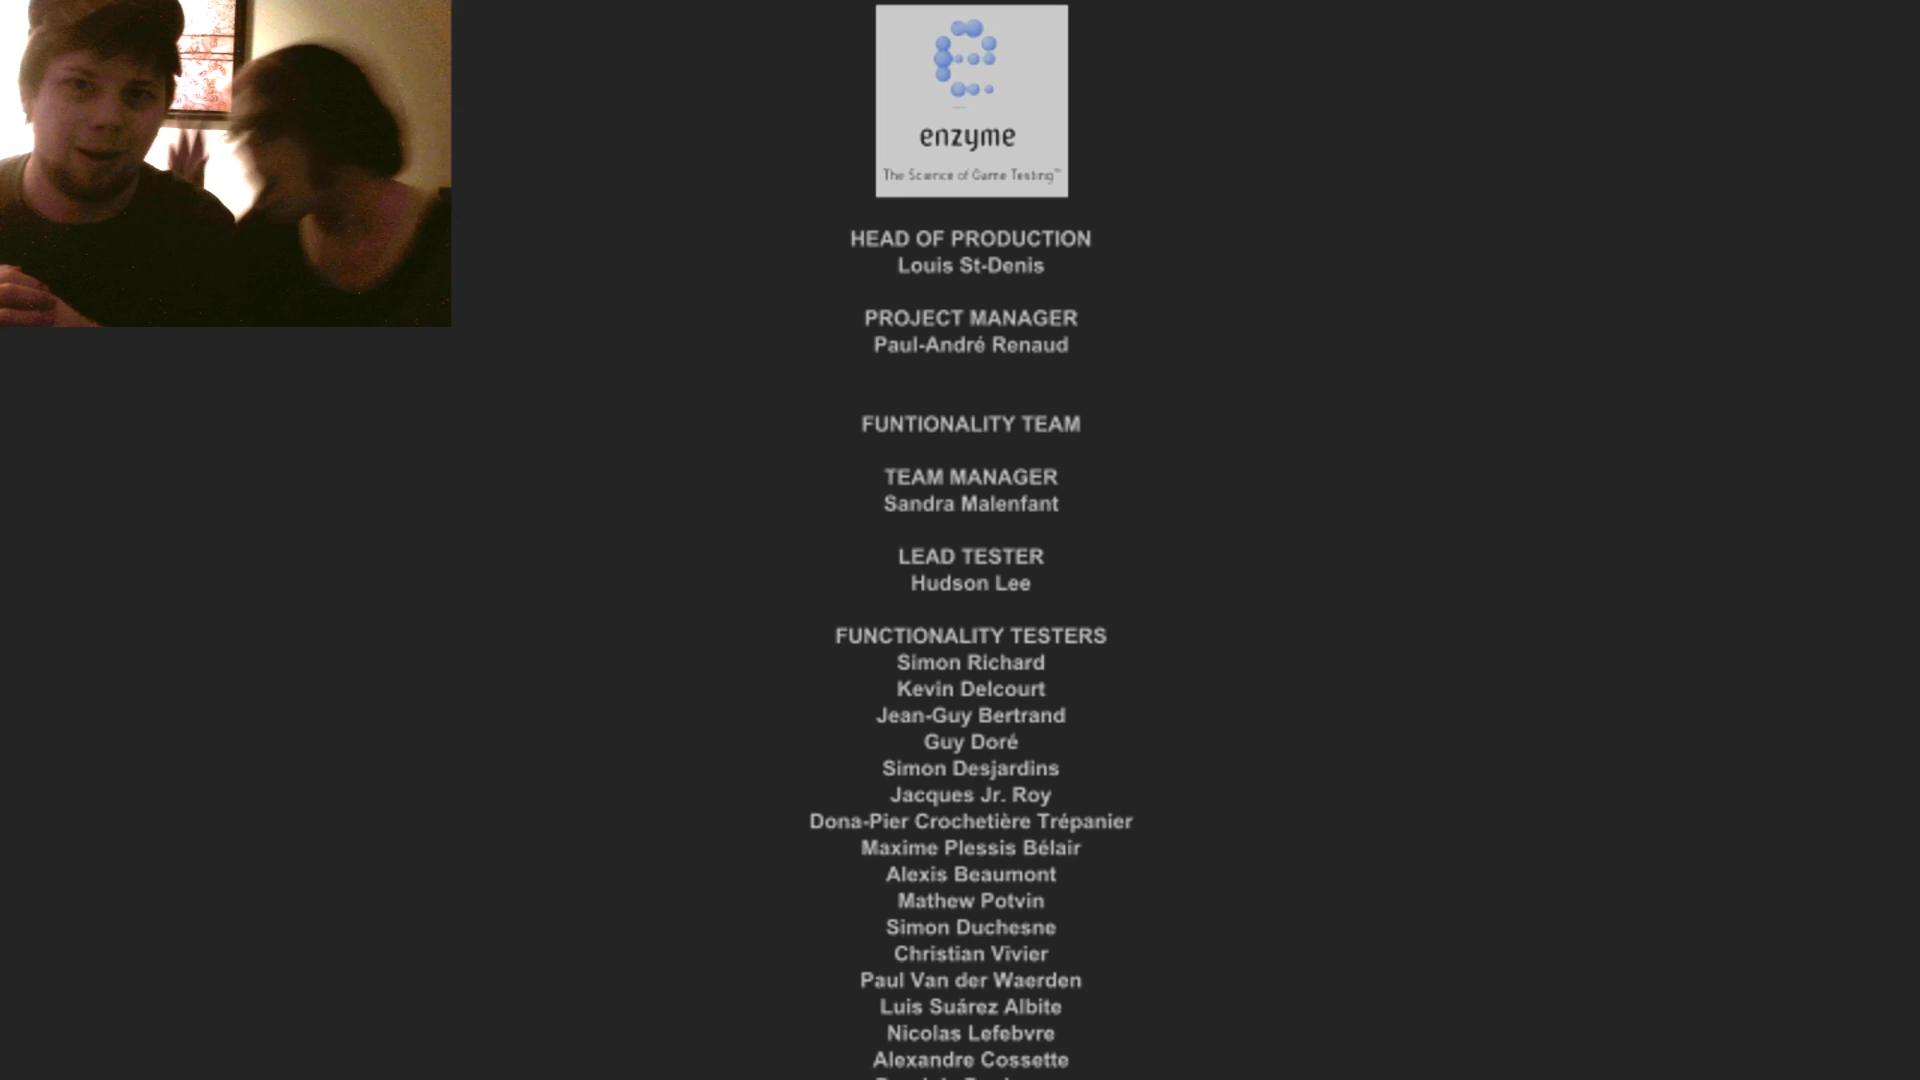 enzyme
The Science of Game Testing™
HEAD OF PRODUCTION
Louis St-Denis
PROJECT MANAGER
Paul-André Renaud
FUNTIONALITY TEAM
TEAM MANAGER
Sandra Malenfant
LEAD TESTER
Hudson Lee
FUNCTIONALITY TESTERS
Simon Richard
Kevin Delcourt
Jean-Guy Bertrand
Guy Doré
Simon Desjardins
Jacques Jr. Roy
Dona-Pier Crochetière Trépanier
Maxime Plessis Bélair
Alexis Beaumont
Mathew Potvin
Simon Duchesne
Christian Vivier
Paul Van der Waerden
Luis Suárez Albite
Nicolas Lefebvre
Alexandre Cossette